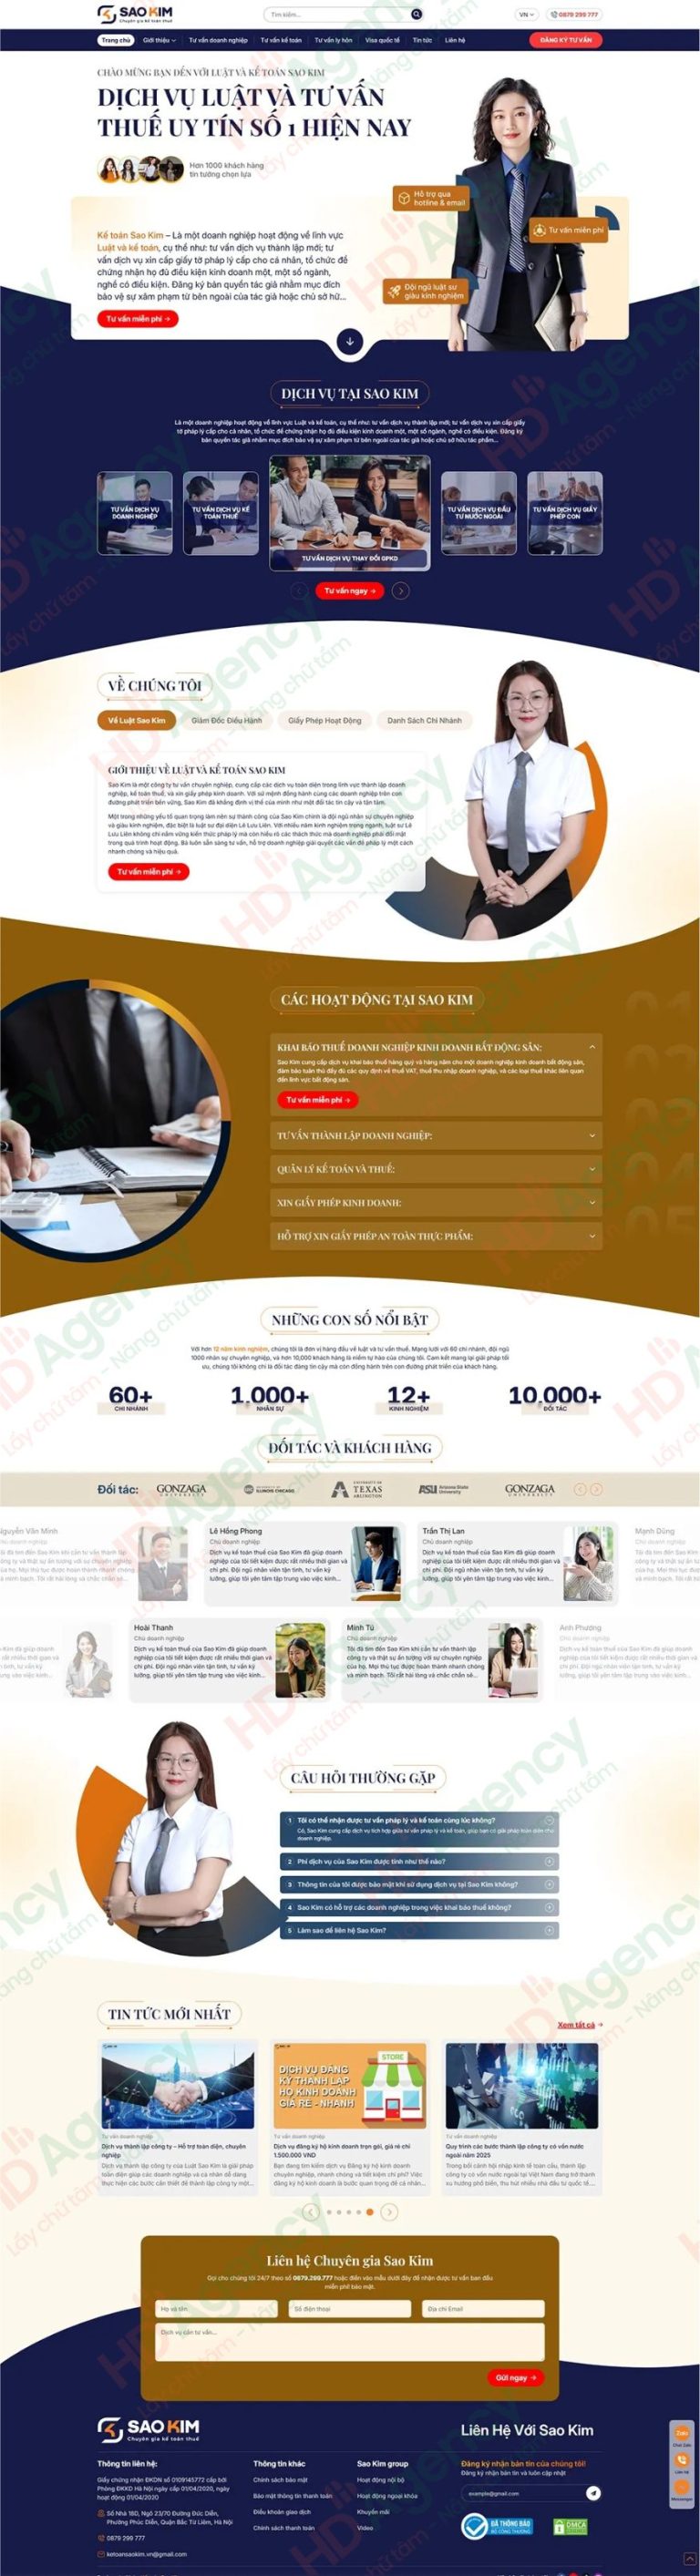 SAO KIM
Chuyên gia kế toán thuế
Tìm kiếm...
VN
0879 299 777
Trang chủ
Giới thiệu
Tư vấn doanh nghiệp
Tư vấn kế toán
Tư vấn ly hôn
Visa quốc tế
Tin tức
Liên hệ
ĐĂNG KÝ TƯ VẤN
CHÀO MỪNG BẠN ĐẾN VỚI LUẬT VÀ KẾ TOÁN SAO KIM
DỊCH VỤ LUẬT VÀ TƯ VẤN
THUẾ UY TÍN SỐ 1 HIỆN NAY
Hơn 1000 khách hàng
tin tưởng chọn lựa
Hỗ trợ qua
hotline & email
Tư vấn miễn phí
Đội ngũ luật sư
giàu kinh nghiệm
Kế toán Sao Kim – Là một doanh nghiệp hoạt động về lĩnh vực
Luật và kế toán, cụ thể như: tư vấn dịch vụ thành lập mới; tư
vấn dịch vụ xin cấp giấy tờ pháp lý cấp cho cá nhân, tổ chức để
chứng nhận họ đủ điều kiện kinh doanh một, một số ngành,
nghề có điều kiện. Đăng ký bản quyền tác giả nhằm mục đích
bảo vệ sự xâm phạm từ bên ngoài của tác giả hoặc chủ sở hữ...
Tư vấn miễn phí →
DỊCH VỤ TẠI SAO KIM
Là một doanh nghiệp hoạt động về lĩnh vực Luật và kế toán, cụ thể như: tư vấn dịch vụ thành lập mới; tư vấn dịch vụ xin cấp giấy
tờ pháp lý cấp cho cá nhân, tổ chức để chứng nhận họ đủ điều kiện kinh doanh một, một số ngành, nghề có điều kiện. Đăng ký
bản quyền tác giả nhằm mục đích bảo vệ sự xâm phạm từ bên ngoài của tác giả hoặc chủ sở hữu tác phẩm...
TƯ VẤN DỊCH VỤ
DOANH NGHIỆP
TƯ VẤN DỊCH VỤ KẾ
TOÁN THUẾ
TƯ VẤN DỊCH VỤ THAY ĐỔI GPKD
TƯ VẤN DỊCH VỤ ĐẦU
TƯ NƯỚC NGOÀI
TƯ VẤN DỊCH VỤ GIẤY
PHÉP CON
Tư vấn ngay →
VỀ CHÚNG TÔI
Về Luật Sao Kim
Giám Đốc Điều Hành
Giấy Phép Hoạt Động
Danh Sách Chi Nhánh
GIỚI THIỆU VỀ LUẬT VÀ KẾ TOÁN SAO KIM
Sao Kim là một công ty tư vấn chuyên nghiệp, cung cấp các dịch vụ toàn diện trong lĩnh vực thành lập doanh
nghiệp, kế toán thuế, và xin giấy phép kinh doanh. Với sứ mệnh đồng hành cùng các doanh nghiệp trên con
đường phát triển bền vững, Sao Kim đã khẳng định vị thế của mình như một đối tác tin cậy và tận tâm.
Một trong những yếu tố quan trọng làm nên sự thành công của Sao Kim chính là đội ngũ nhân sự chuyên nghiệp
và giàu kinh nghiệm, đặc biệt là luật sư đại diện Lê Lưu Liên. Với nhiều năm kinh nghiệm trong ngành, luật sư Lê
Lưu Liên không chỉ nắm vững kiến thức pháp lý mà còn hiểu rõ các thách thức mà doanh nghiệp phải đối mặt
trong quá trình hoạt động. Bà luôn sẵn sàng tư vấn, hỗ trợ doanh nghiệp giải quyết các vấn đề pháp lý một cách
nhanh chóng và hiệu quả.
Tư vấn miễn phí →
CÁC HOẠT ĐỘNG TẠI SAO KIM
KHAI BÁO THUẾ DOANH NGHIỆP KINH DOANH BẤT ĐỘNG SẢN:
Sao Kim cung cấp dịch vụ khai báo thuế hàng quý và hàng năm cho một doanh nghiệp kinh doanh bất động sản,
đảm bảo tuân thủ đầy đủ các quy định về thuế VAT, thuế thu nhập doanh nghiệp, và các loại thuế khác liên quan
đến lĩnh vực bất động sản.
Tư vấn miễn phí →
TƯ VẤN THÀNH LẬP DOANH NGHIỆP:
QUẢN LÝ KẾ TOÁN VÀ THUẾ:
XIN GIẤY PHÉP KINH DOANH:
HỖ TRỢ XIN GIẤY PHÉP AN TOÀN THỰC PHẨM:
01
02
03
04
05
NHỮNG CON SỐ NỔI BẬT
Với hơn 12 năm kinh nghiệm, chúng tôi là đơn vị hàng đầu về luật và tư vấn thuế. Mạng lưới với 60 chi nhánh, đội ngũ
1000 nhân sự chuyên nghiệp, và hơn 10,000 khách hàng là niềm tự hào của chúng tôi. Cam kết mang lại giải pháp tối
ưu, chúng tôi không chỉ là đối tác đáng tin cậy mà còn đồng hành trên con đường phát triển của khách hàng.
60+
CHI NHÁNH
1,000+
NHÂN SỰ
12+
KINH NGHIỆM
10,000+
ĐỐI TÁC
ĐỐI TÁC VÀ KHÁCH HÀNG
Đối tác:
GONZAGA
UNIVERSITY
ILLINOIS CHICAGO
UNIVERSITY OF
TEXAS
ARLINGTON
ASU Arizona State
University
GONZAGA
UNIVERSITY
Nguyễn Văn Minh
Lê Hồng Phong
Chủ doanh nghiệp
Dịch vụ kế toán thuế của Sao Kim đã giúp doanh
nghiệp của tôi tiết kiệm được rất nhiều thời gian và
chi phí. Đội ngũ nhân viên tận tình, tư vấn kỹ
lưỡng, giúp tôi yên tâm tập trung vào việc kinh...
Trần Thị Lan
Chủ doanh nghiệp
Dịch vụ kế toán thuế của Sao Kim đã giúp doanh
nghiệp của tôi tiết kiệm được rất nhiều thời gian và
chi phí. Đội ngũ nhân viên tận tình, tư vấn kỹ
lưỡng, giúp tôi yên tâm tập trung vào việc kinh...
Mạnh Dũng
Hoài Thanh
Chủ doanh nghiệp
Dịch vụ kế toán thuế của Sao Kim đã giúp doanh
nghiệp của tôi tiết kiệm được rất nhiều thời gian và
chi phí. Đội ngũ nhân viên tận tình, tư vấn kỹ
lưỡng, giúp tôi yên tâm tập trung vào việc kinh...
Minh Tú
Chủ doanh nghiệp
Tôi đã tìm đến Sao Kim khi cần tư vấn thành lập
công ty và thật sự ấn tượng với sự chuyên nghiệp
của họ. Mọi thủ tục được hoàn thành nhanh chóng
và minh bạch. Tôi rất hài lòng và chắc chắn sẽ...
Anh Phương
CÂU HỎI THƯỜNG GẶP
1 Tôi có thể nhận được tư vấn pháp lý và kế toán cùng lúc không?
Có, Sao Kim cung cấp dịch vụ tích hợp giữa tư vấn pháp lý và kế toán, giúp bạn có giải pháp toàn diện cho
doanh nghiệp.
2 Phí dịch vụ của Sao Kim được tính như thế nào?
3 Thông tin của tôi được bảo mật khi sử dụng dịch vụ tại Sao Kim không?
4 Sao Kim có hỗ trợ các doanh nghiệp trong việc khai báo thuế không?
5 Làm sao để liên hệ Sao Kim?
TIN TỨC MỚI NHẤT
Xem tất cả →
Tư vấn doanh nghiệp
Dịch vụ thành lập công ty – Hỗ trợ toàn diện, chuyên
nghiệp
Dịch vụ thành lập công ty của Luật Sao Kim là giải pháp
toàn diện giúp các doanh nghiệp và cá nhân dễ dàng
thực hiện các bước cần thiết để thành lập công ty một...
STORE
DỊCH VỤ ĐĂNG
KÝ THÀNH LẬP
HỘ KINH DOANH
GIÁ RẺ - NHANH
Tư vấn doanh nghiệp
Dịch vụ đăng ký hộ kinh doanh trọn gói, giá rẻ chỉ
1.500.000 VND
Bạn đang tìm kiếm dịch vụ Đăng ký hộ kinh doanh
chuyên nghiệp, nhanh chóng và tiết kiệm chi phí? Việc
đăng ký hộ kinh doanh là bước quan trọng để cá nhân...
Tư vấn doanh nghiệp
Quy trình các bước thành lập công ty có vốn nước
ngoài năm 2025
Trong bối cảnh hội nhập kinh tế toàn cầu, thành lập
công ty có vốn nước ngoài tại Việt Nam đang trở thành
xu hướng phổ biến, thu hút nhiều nhà đầu tư quốc tế....
Liên hệ Chuyên gia Sao Kim
Gọi cho chúng tôi 24/7 theo số 0879.299.777 hoặc điền vào mẫu dưới đây để nhận được tư vấn ban đầu
miễn phí bảo mật.
Họ và tên
Số điện thoại
Địa chỉ Email
Dịch vụ cần tư vấn...
Gửi ngay →
SAO KIM
Chuyên gia kế toán thuế
Liên Hệ Với Sao Kim
Thông tin liên hệ:
Giấy chứng nhận ĐKDN số 0109145772 cấp bởi
Phòng ĐKKD Hà Nội ngày cấp 01/04/2020, ngày
hoạt động 01/04/2020
Số Nhà 16D, Ngõ 23/70 Đường Đức Diễn,
Phường Phúc Diễn, Quận Bắc Từ Liêm, Hà Nội
0879 299 777
ketoansaokim.vn@gmail.com
Thông tin khác
Chính sách bảo mật
Bảo mật thông tin thanh toán
Điều khoản giao dịch
Chính sách thanh toán
Sao Kim group
Hoạt động nội bộ
Hoạt động ngoại khóa
Khuyến mãi
Video
Đăng ký nhận bản tin của chúng tôi!
Đăng ký nhận bản tin và luôn cập nhật
example@gmail.com
ĐÃ THÔNG BÁO
BỘ CÔNG THƯƠNG
DMCA
Zalo
Chat Zalo
Liên hệ
Messenger
HD Agency
Lấy chữ tâm - Nâng chữ tín